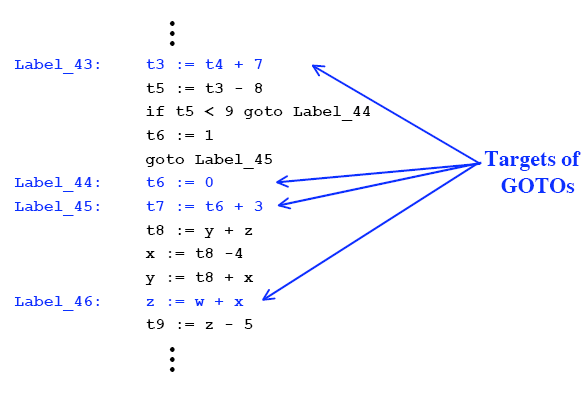 Label_43: t3 := t4 + 7
t5 := t3 - 8
if t5 < 9 goto Label_44
t6 := 1
goto Label_45
Label_44: t6 := 0
Label_45: t7 := t6 + 3
t8 := y + z
x := t8 -4
y := t8 + x
Label_46: z := w + x
t9 := z - 5
Targets of
GOTOs